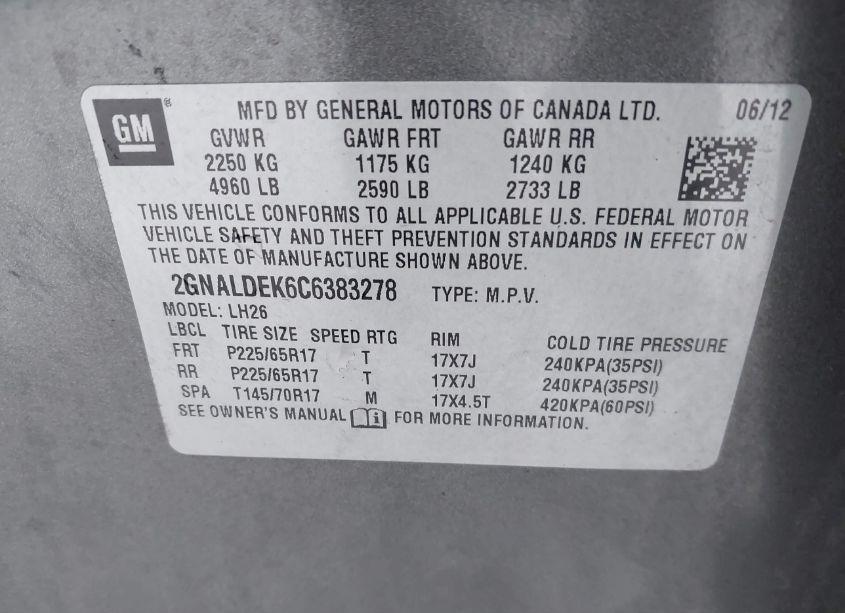 GM ®
MFD BY GENERAL MOTORS OF CANADA LTD. 06/12
GVWR GAWR FRT GAWR RR
2250 KG 1175 KG 1240 KG
4960 LB 2590 LB 2733 LB
THIS VEHICLE CONFORMS TO ALL APPLICABLE U.S. FEDERAL MOTOR
VEHICLE SAFETY AND THEFT PREVENTION STANDARDS IN EFFECT ON
THE DATE OF MANUFACTURE SHOWN ABOVE.
2GNALDEK6C6383278 TYPE: M.P.V.
MODEL: LH26
LBCL TIRE SIZE SPEED RTG RIM COLD TIRE PRESSURE
FRT P225/65R17 T 17X7J 240KPA(35PSI)
RR P225/65R17 T 17X7J 240KPA(35PSI)
SPA T145/70R17 M 17X4.5T 420KPA(60PSI)
SEE OWNER'S MANUAL FOR MORE INFORMATION.